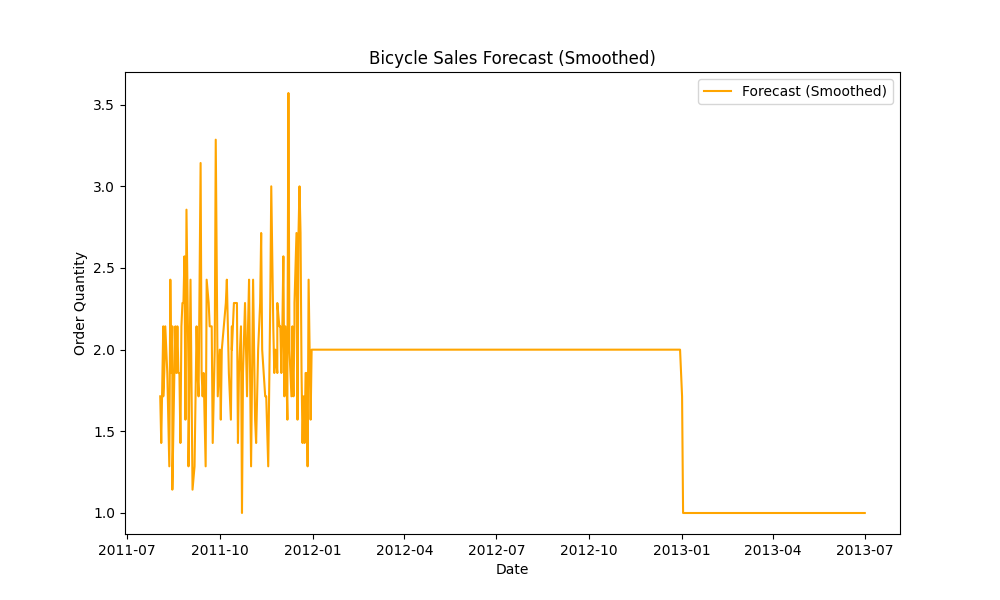 Bicycle Sales Forecast (Smoothed)
Forecast (Smoothed)
Order Quantity
3.5
3.0
2.5
2.0
1.5
1.0
2011-07 2011-10 2012-01 2012-04 2012-07 2012-10 2013-01 2013-04 2013-07
Date